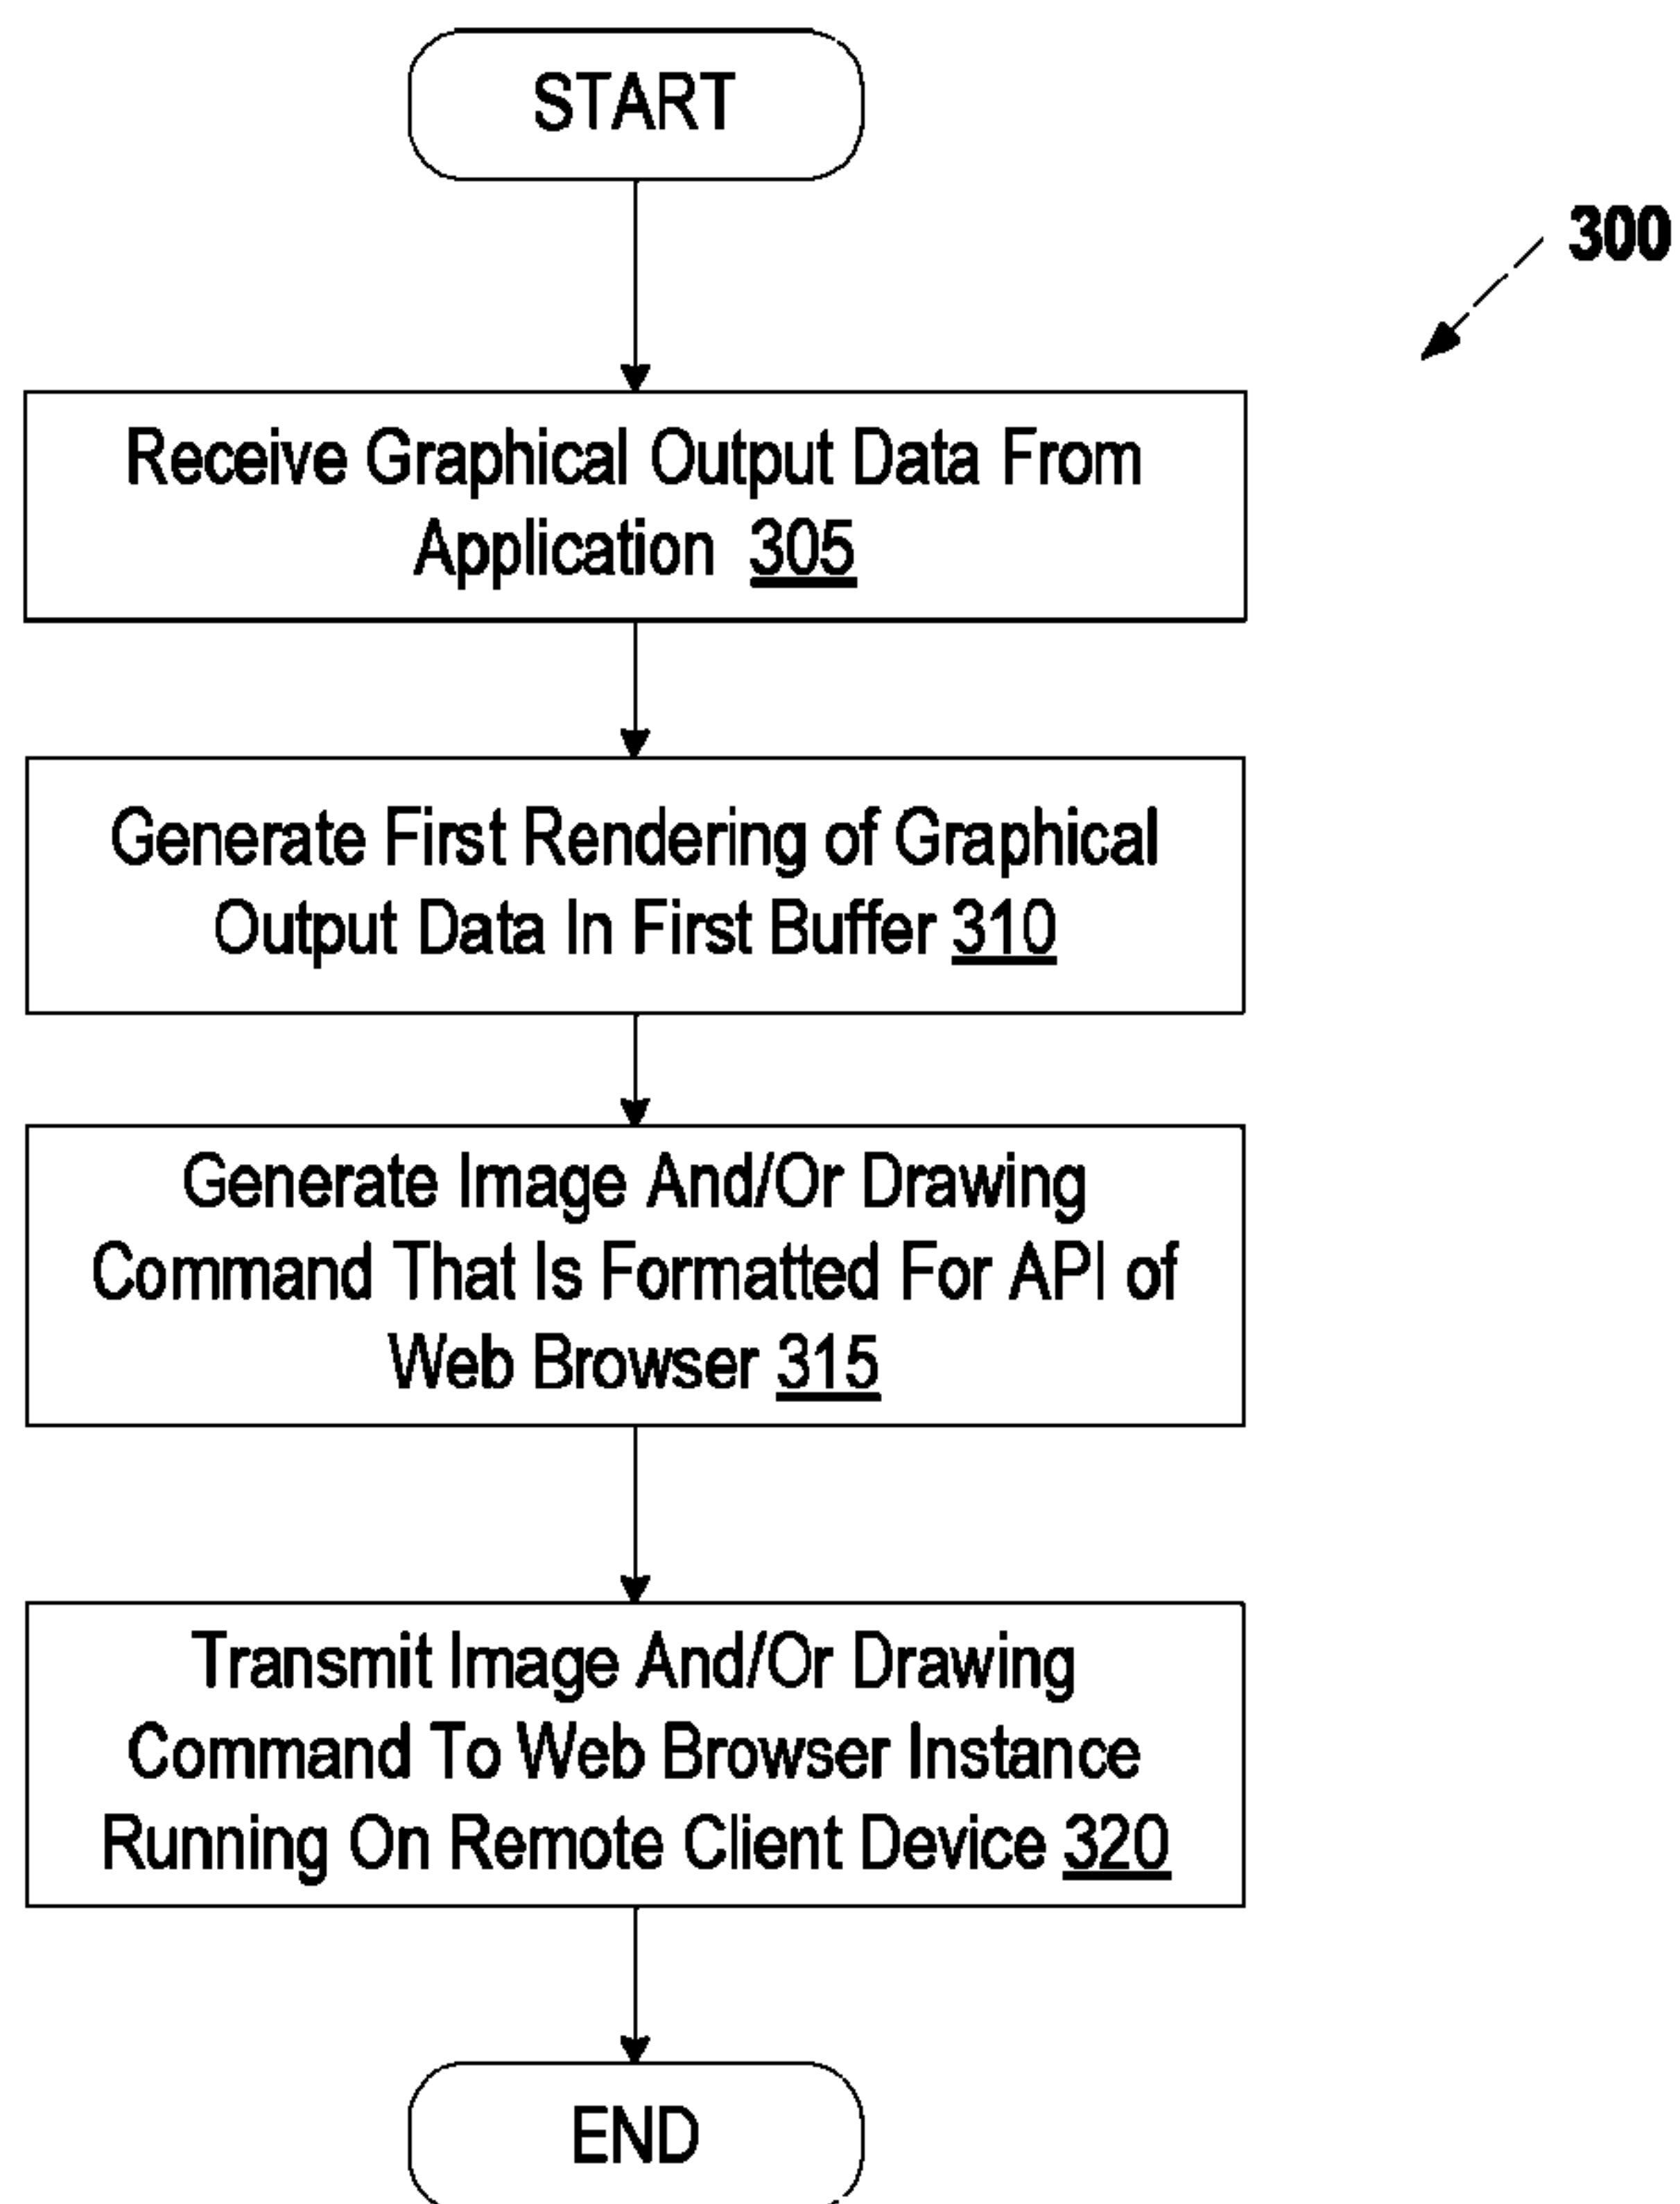 START
300
Receive Graphical Output Data From
Application 305
Generate First Rendering of Graphical
Output Data In First Buffer 310
Generate Image And/Or Drawing
Command That Is Formatted For API of
Web Browser 315
Transmit Image And/Or Drawing
Command To Web Browser Instance
Running On Remote Client Device 320
END